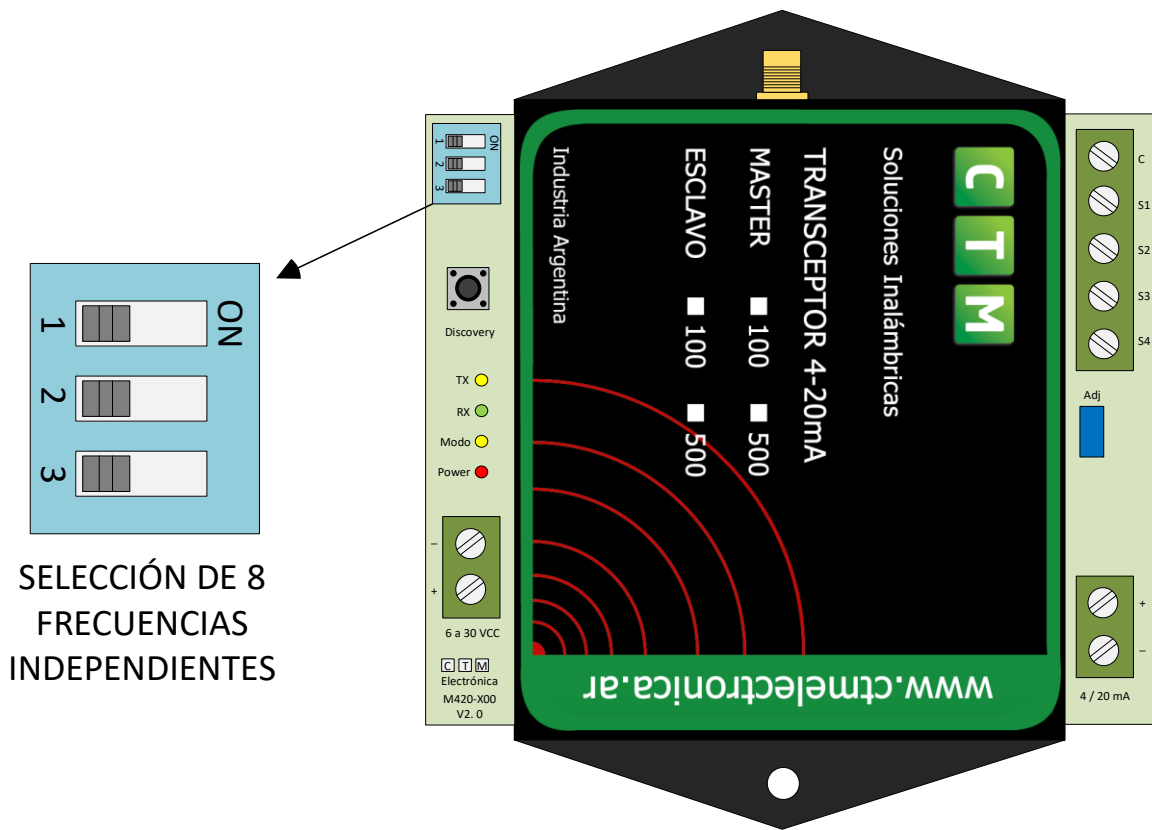 ON
1
2
3
ON
1
2
3
SELECCIÓN DE 8
FRECUENCIAS
INDEPENDIENTES
Discovery
TX
RX
Modo
Power
–
+
6 a 30 VCC
C T M
Electrónica
M420-X00
V2. 0
C T M
Soluciones Inalámbricas
TRANSCEPTOR 4-20mA
MASTER ■ 100 ■ 500
ESCLAVO ■ 100 ■ 500
Industria Argentina
www.ctmelectronica.ar
C
S1
S2
S3
S4
Adj
+
–
4 / 20 mA